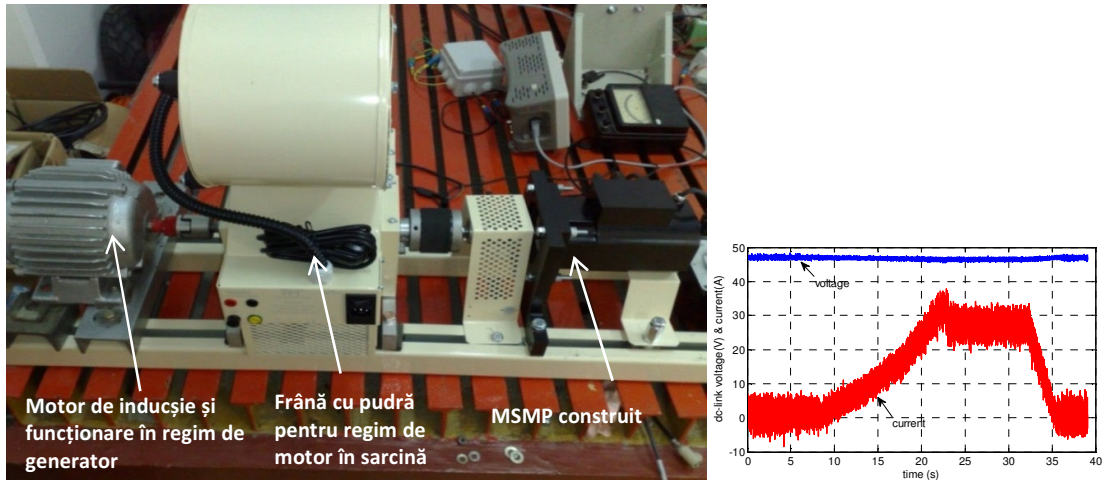 Motor de inducșie și
funcționare în regim de
generator
Frână cu pudră
pentru regim de
motor în sarcină
MSMP construit
50
40
30
20
10
0
-10
dc-link voltage(V) & current(A)
voltage
current
0
5
10
15
20
25
30
35
40
time (s)